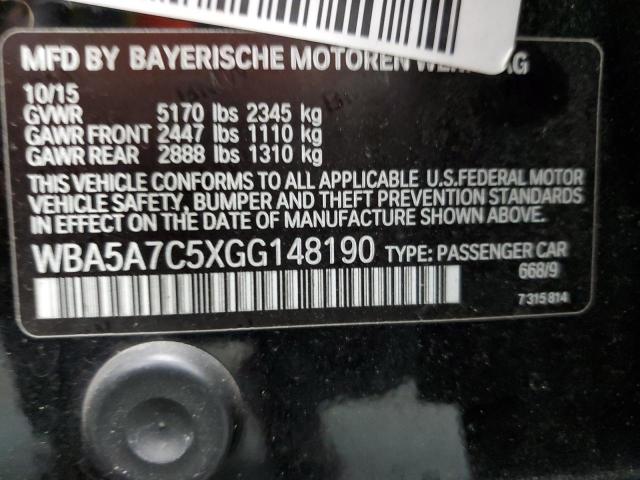 MFD BY BAYERISCHE MOTOREN AG
10/15
GVWR 5170 lbs 2345 kg
GAWR FRONT 2447 lbs 1110 kg
GAWR REAR 2888 lbs 1310 kg
THIS VEHICLE CONFORMS TO ALL APPLICABLE U.S.FEDERAL MOTOR
VEHICLE SAFETY, BUMPER AND THEFT PREVENTION STANDARDS
IN EFFECT ON THE DATE OF MANUFACTURE SHOWN ABOVE.
WBA5A7C5XGG148190 TYPE: PASSENGER CAR
668/9
7 315 814